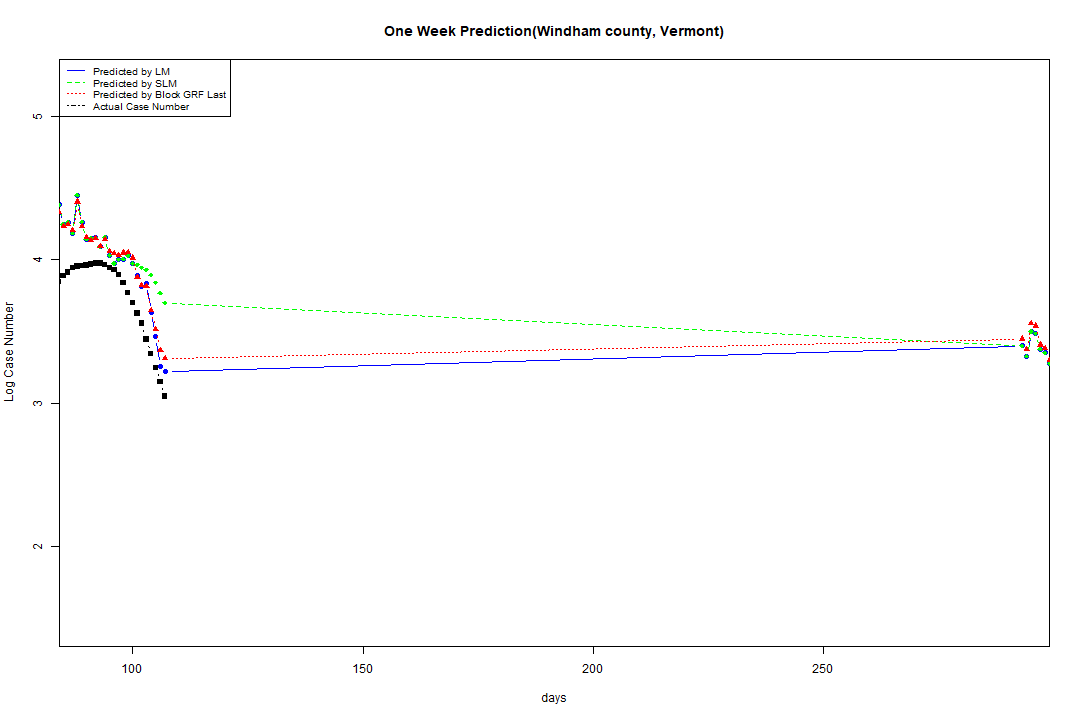 One Week Prediction(Windham county, Vermont)
Predicted by LM
Predicted by SLM
Predicted by Block GRF Last
Actual Case Number
5
4
3
2
Log Case Number
100 150 200 250
days